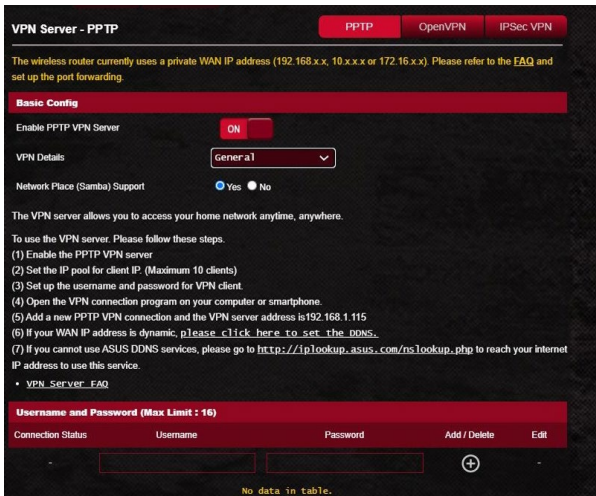 VPN Server - PPTP
PPTP OpenVPN IPSec VPN
The wireless router currently uses a private WAN IP address (192.168.x.x, 10.x.x.x or 172.16.x.x). Please refer to the FAQ and
set up the port forwarding.
Basic Config
Enable PPTP VPN Server ON
VPN Details General
Network Place (Samba) Support Yes No
The VPN server allows you to access your home network anytime, anywhere.
To use the VPN server. Please follow these steps.
(1) Enable the PPTP VPN server
(2) Set the IP pool for client IP. (Maximum 10 clients)
(3) Set up the username and password for VPN client.
(4) Open the VPN connection program on your computer or smartphone.
(5) Add a new PPTP VPN connection and the VPN server address is192.168.1.115
(6) If your WAN IP address is dynamic, please click here to set the DDNS.
(7) If you cannot use ASUS DDNS services, please go to http://iplookup.asus.com/nslookup.php to reach your internet
IP address to use this service.
• VPN Server FAQ
Username and Password (Max Limit : 16)
Connection Status Username Password Add / Delete Edit
- -
No data in table.